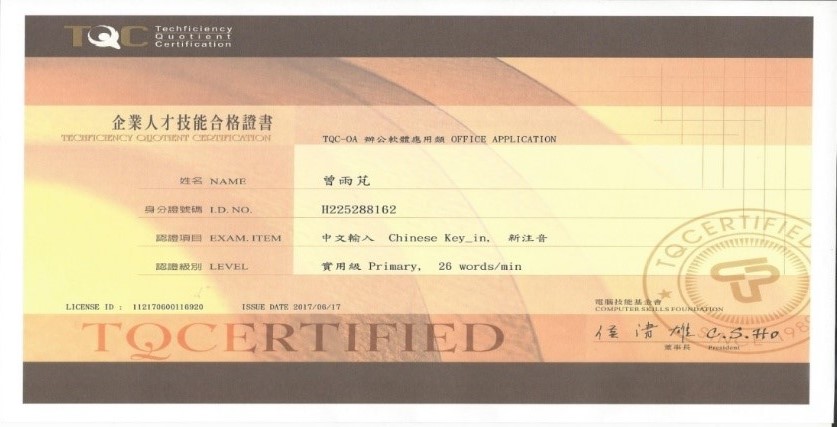 TQC Techficiency
Quotient
Certification
企業人才技能合格證書
TECHFICIENCY QUOTIENT CERTIFICATION
TQC-OA 辦公軟體應用類 OFFICE APPLICATION
姓名 NAME 曾雨芃
身分證號碼 I.D. NO. H225288162
認證項目 EXAM. ITEM 中文輸入 Chinese Key_in, 新注音
認證級別 LEVEL 實用級 Primary, 26 words/min
LICENSE ID : 112170600116920 ISSUE DATE 2017/06/17
電腦技能基金會
COMPUTER SKILLS FOUNDATION
TQCERTIFIED
C.S.Ho
董事長 President
TQCERTIFIED